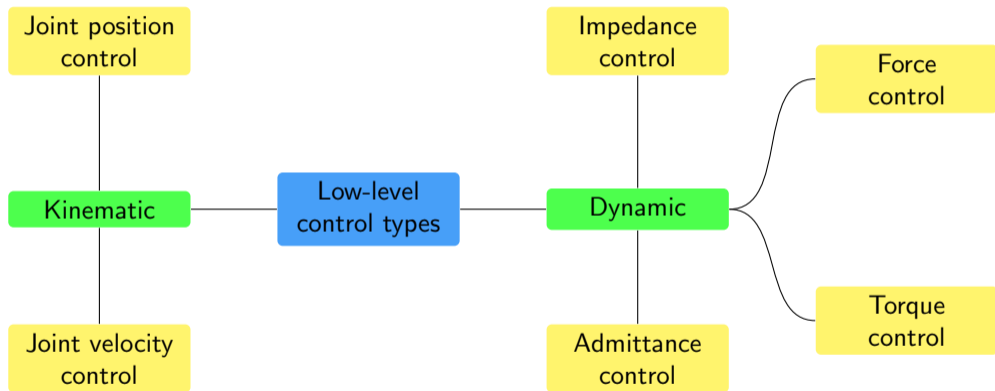 Joint position
control
Impedance
control
Force
control
Kinematic
Low-level
control types
Dynamic
Joint velocity
control
Admittance
control
Torque
control